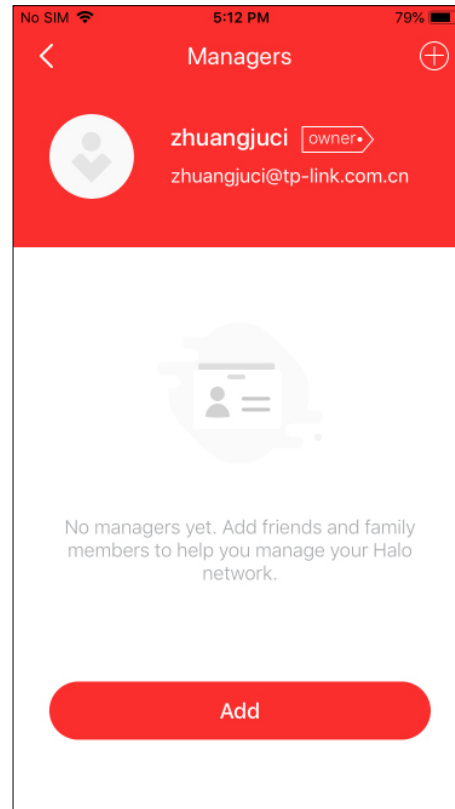 No SIM 5:12 PM 79%
Managers
zhuangjuci owner
zhuangjuci@tp-link.com.cn
No managers yet. Add friends and family
members to help you manage your Halo
network.
Add